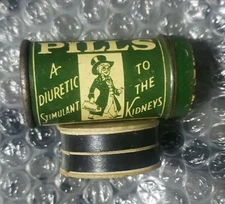 PILLS
A TO
DIURETIC THE
STIMULANT KIDNEYS